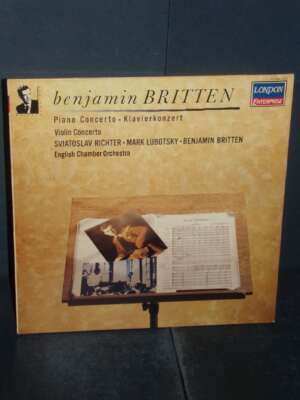 benjamin BRITTEN
LONDON
ENTERPRISE
Piano Concerto • Klavierkonzert
Violin Concerto
SVIATOSLAV RICHTER • MARK LUBOTSKY • BENJAMIN BRITTEN
English Chamber Orchestra